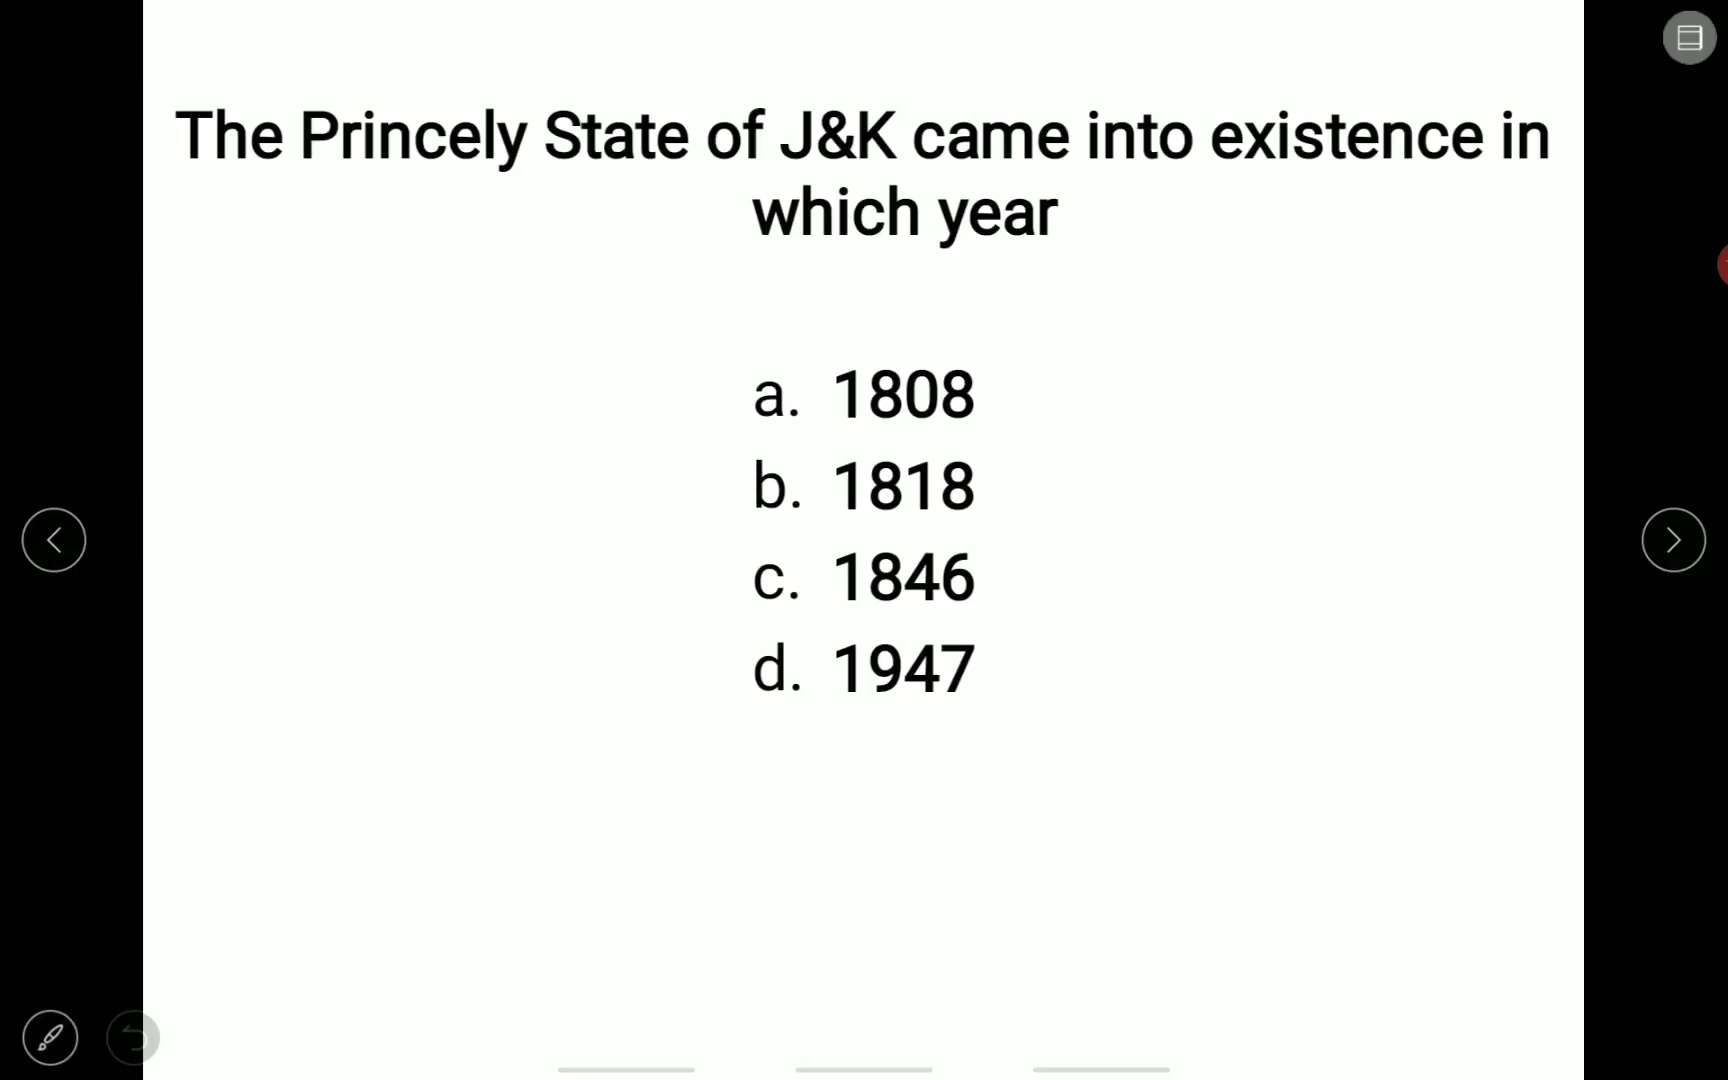 The Princely State of J&K came into existence in
which year
a. 1808
b. 1818
c. 1846
d. 1947